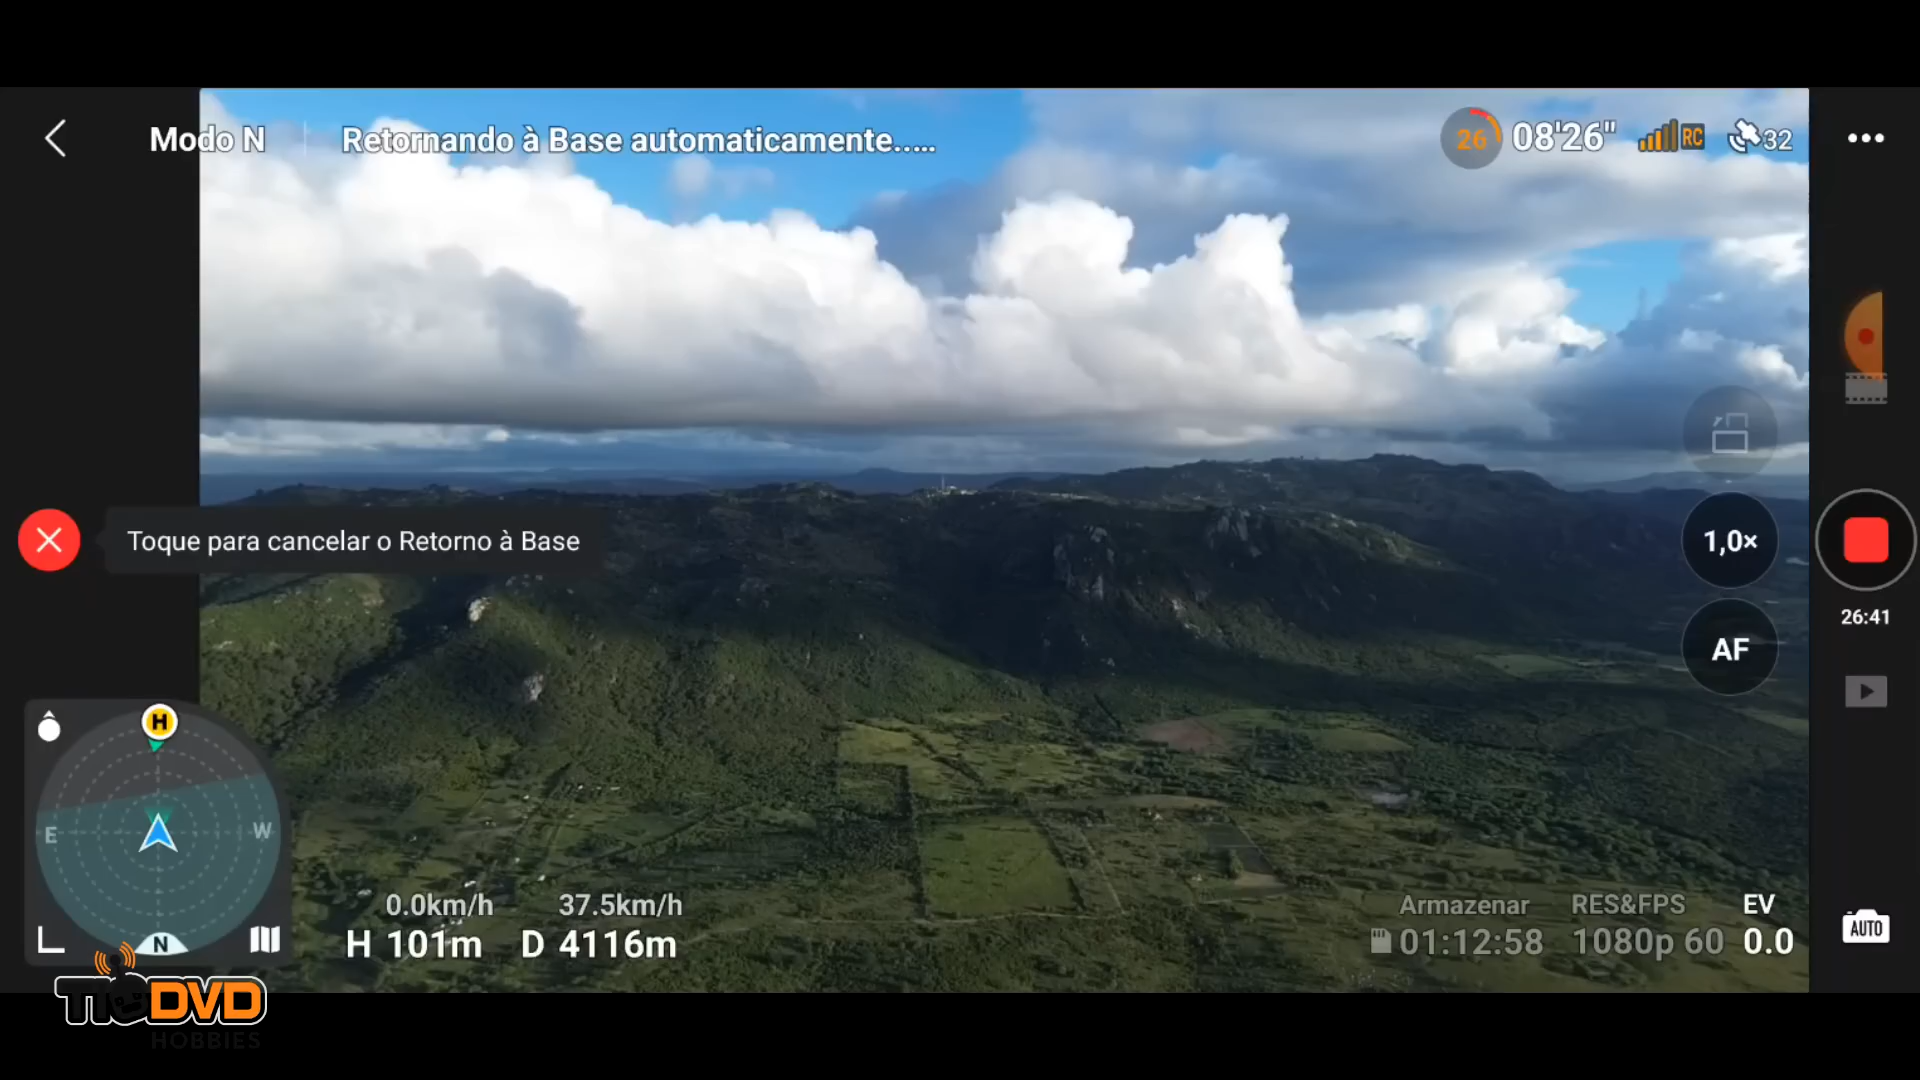 Modo N
Retornando à Base automaticamente.....
26
08'26"
RC
32
Toque para cancelar o Retorno à Base
1,0×
AF
26:41
H
E
W
N
0.0km/h
37.5km/h
H 101m
D 4116m
Armazenar
01:12:58
RES&FPS
1080p 60
EV
0.0
AUTO
TIODVD
HOBBIES